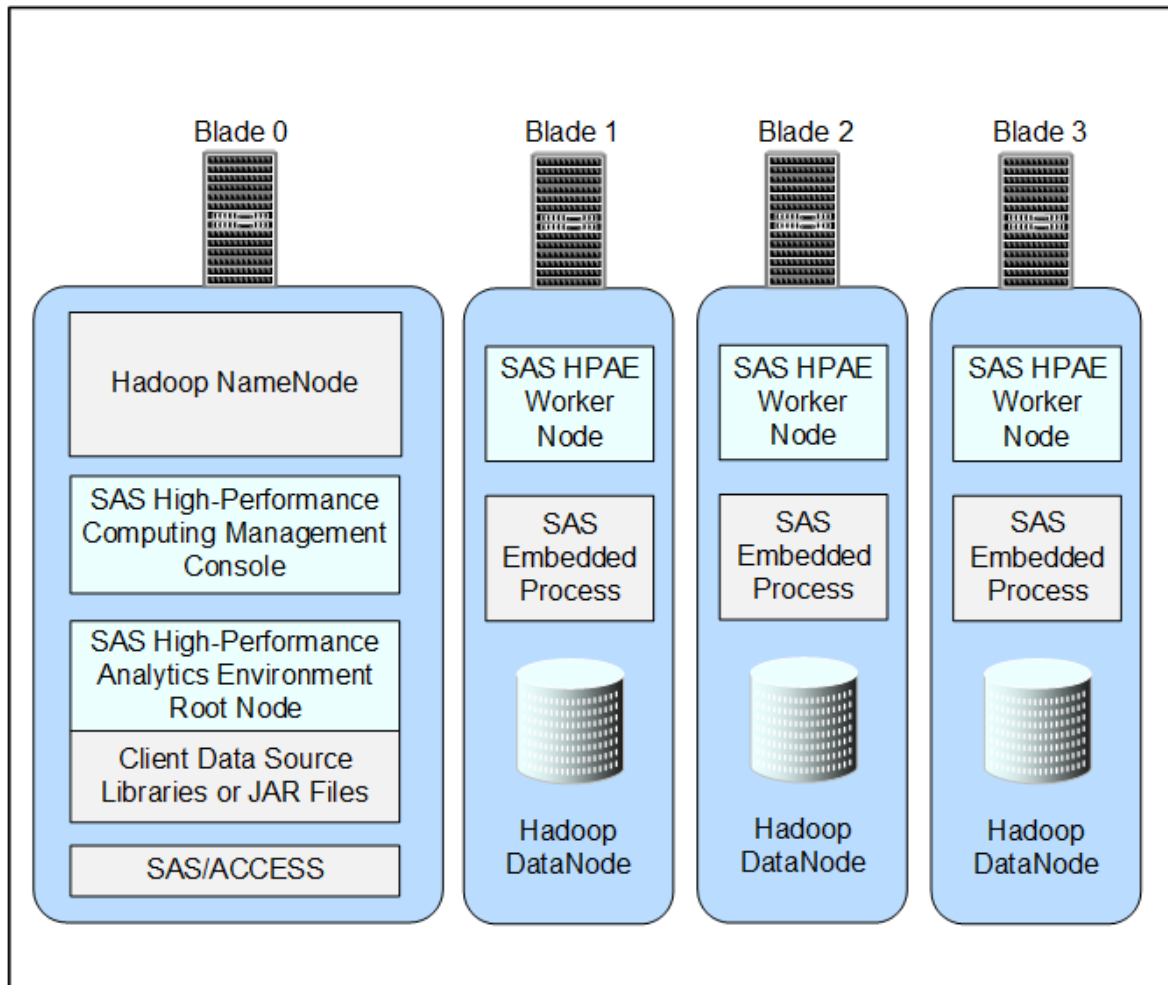 Blade 0
Hadoop NameNode
SAS High-Performance
Computing Management
Console
SAS High-Performance
Analytics Environment
Root Node
Client Data Source
Libraries or JAR Files
SAS/ACCESS
Blade 1
SAS HPAE
Worker
Node
SAS
Embedded
Process
Hadoop
DataNode
Blade 2
SAS HPAE
Worker
Node
SAS
Embedded
Process
Hadoop
DataNode
Blade 3
SAS HPAE
Worker
Node
SAS
Embedded
Process
Hadoop
DataNode